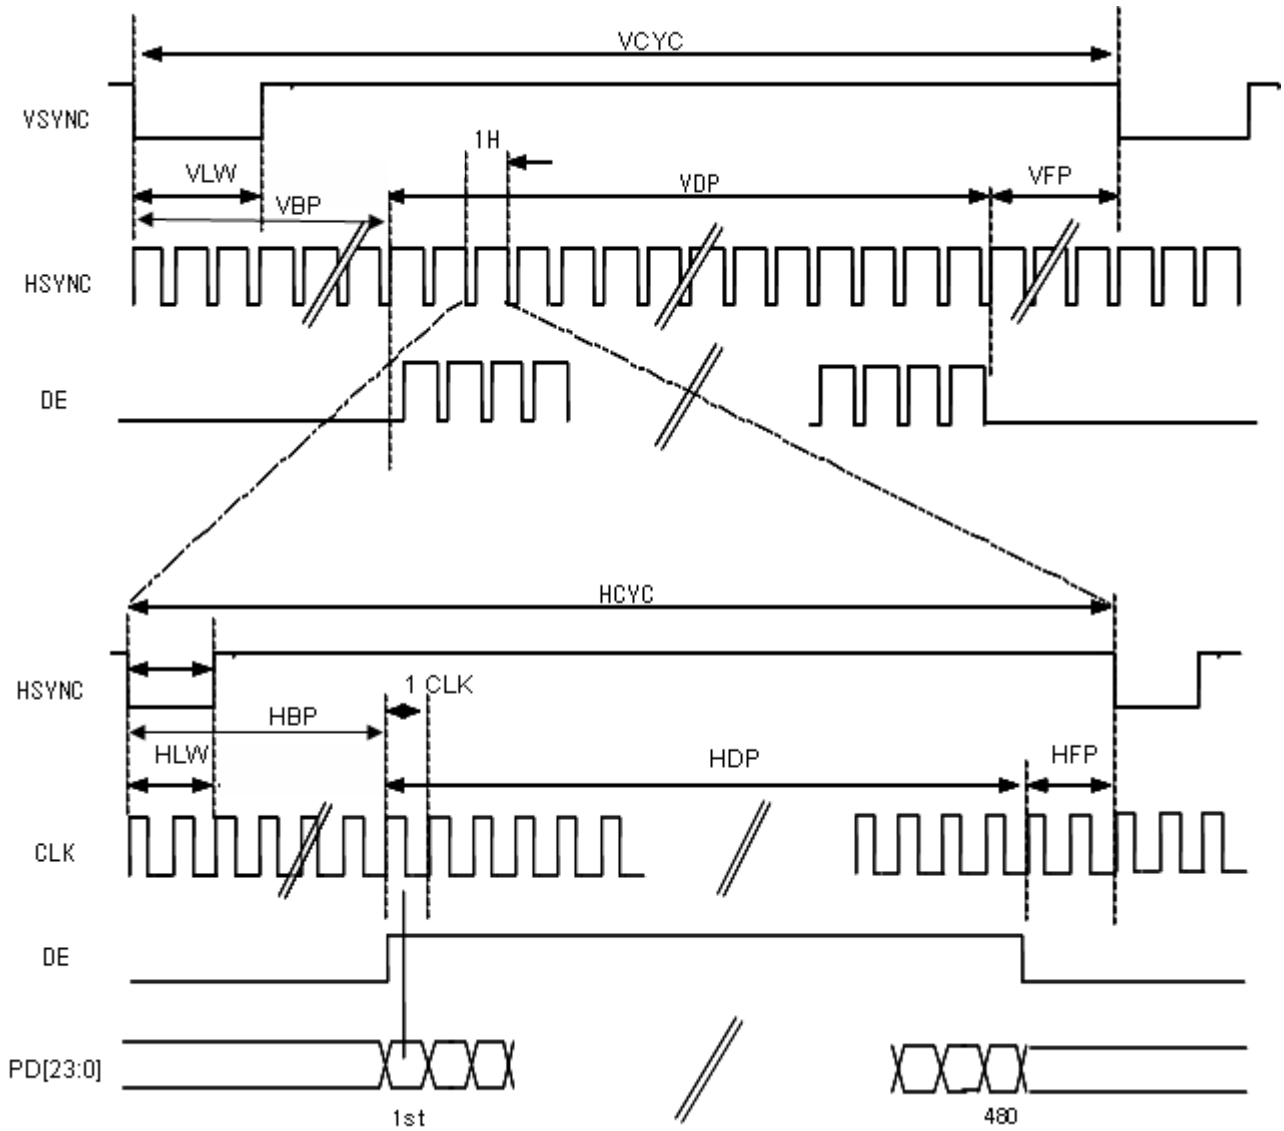 VCYC
VSYNC
1H
VLW
VDP
VFP
VBP
HSYNC
DE
HCYC
HSYNC
1 CLK
HBP
HLW
HDP
HFP
CLK
DE
PD[23:0]
1st
480